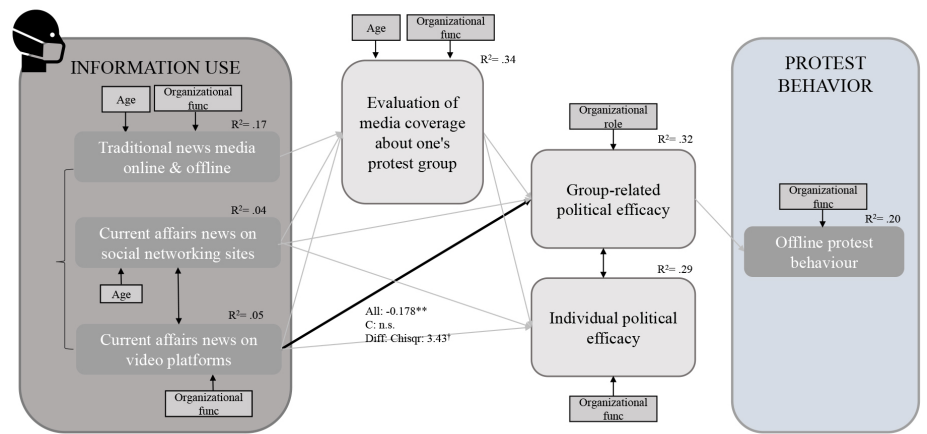 INFORMATION USE
Age
Organizational
func
R²= .17
Traditional news media
online & offline
R²= .04
Current affairs news on
social networking sites
Age
R²= .05
Current affairs news on
video platforms
Organizational
func
Age
Organizational
func
R²= .34
Evaluation of
media coverage
about one's
protest group
All: -0.178**
C: n.s.
Diff: Chisqr: 3.43†
Organizational
role
R²= .32
Group-related
political efficacy
R²= .29
Individual political
efficacy
Organizational
func
PROTEST
BEHAVIOR
Organizational
func
R²= .20
Offline protest
behaviour